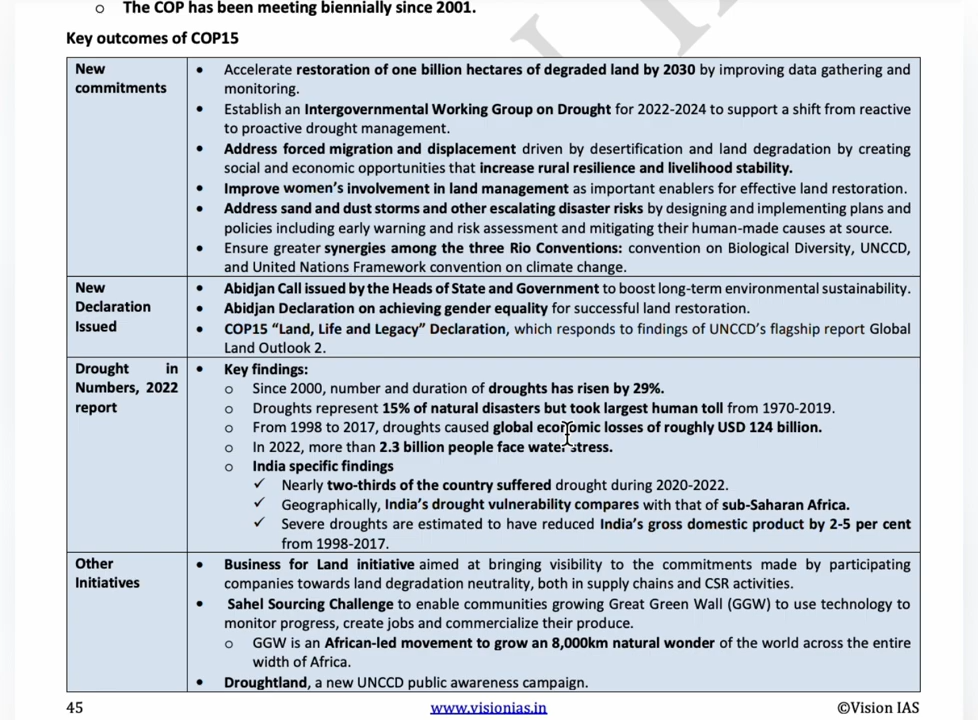 o The COP has been meeting biennially since 2001.
Key outcomes of COP15
New commitments
• Accelerate restoration of one billion hectares of degraded land by 2030 by improving data gathering and
monitoring.
• Establish an Intergovernmental Working Group on Drought for 2022-2024 to support a shift from reactive
to proactive drought management.
• Address forced migration and displacement driven by desertification and land degradation by creating
social and economic opportunities that increase rural resilience and livelihood stability.
• Improve women's involvement in land management as important enablers for effective land restoration.
• Address sand and dust storms and other escalating disaster risks by designing and implementing plans and
policies including early warning and risk assessment and mitigating their human-made causes at source.
• Ensure greater synergies among the three Rio Conventions: convention on Biological Diversity, UNCCD,
and United Nations Framework convention on climate change.
New
Declaration
Issued
• Abidjan Call issued by the Heads of State and Government to boost long-term environmental sustainability.
• Abidjan Declaration on achieving gender equality for successful land restoration.
• COP15 “Land, Life and Legacy” Declaration, which responds to findings of UNCCD's flagship report Global
Land Outlook 2.
Drought in
Numbers, 2022
report
• Key findings:
o Since 2000, number and duration of droughts has risen by 29%.
o Droughts represent 15% of natural disasters but took largest human toll from 1970-2019.
o From 1998 to 2017, droughts caused global economic losses of roughly USD 124 billion.
o In 2022, more than 2.3 billion people face water stress.
o India specific findings
✓ Nearly two-thirds of the country suffered drought during 2020-2022.
✓ Geographically, India's drought vulnerability compares with that of sub-Saharan Africa.
✓ Severe droughts are estimated to have reduced India's gross domestic product by 2-5 per cent
from 1998-2017.
Other
Initiatives
• Business for Land initiative aimed at bringing visibility to the commitments made by participating
companies towards land degradation neutrality, both in supply chains and CSR activities.
• Sahel Sourcing Challenge to enable communities growing Great Green Wall (GGW) to use technology to
monitor progress, create jobs and commercialize their produce.
o GGW is an African-led movement to grow an 8,000km natural wonder of the world across the entire
width of Africa.
• Droughtland, a new UNCCD public awareness campaign.
45 www.visionias.in ©Vision IAS